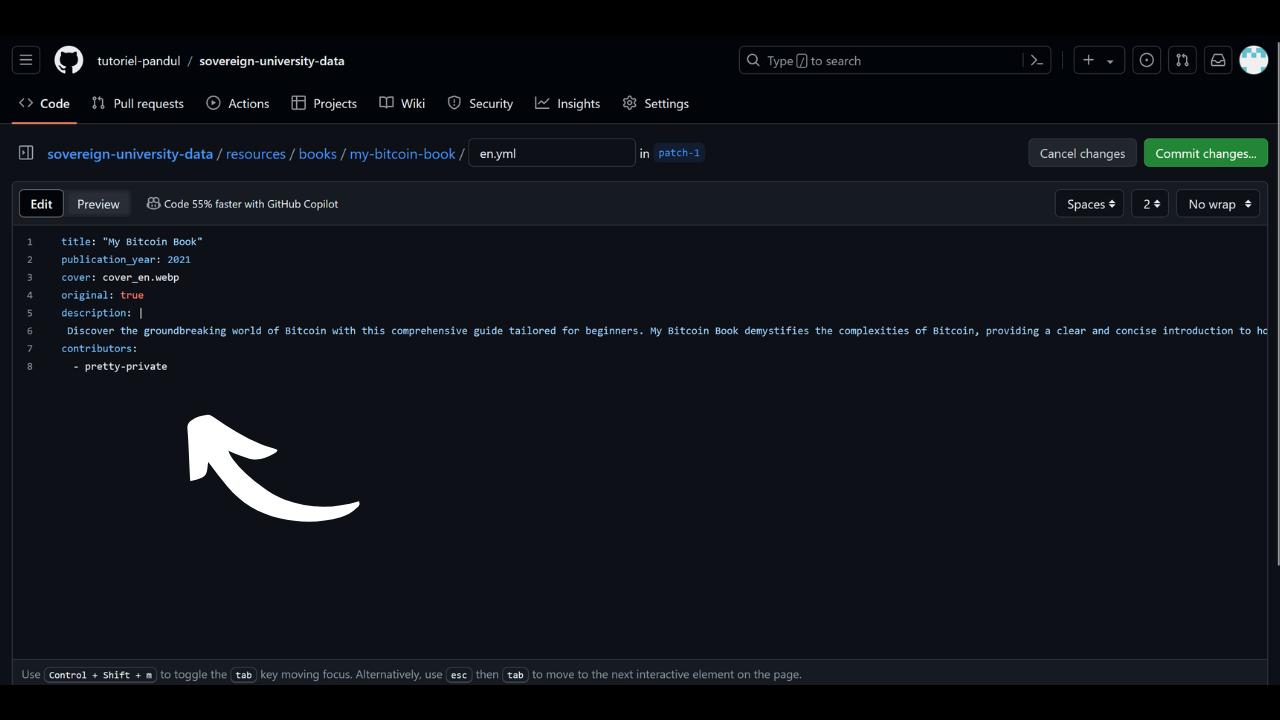 tutoriel-pandul / sovereign-university-data
Type / to search
Code Pull requests Actions Projects Wiki Security Insights Settings
sovereign-university-data / resources / books / my-bitcoin-book / en.yml in patch-1
Cancel changes Commit changes...
Edit Preview Code 55% faster with GitHub Copilot
Spaces 2 No wrap
1 title: "My Bitcoin Book"
2 publication_year: 2021
3 cover: cover_en.webp
4 original: true
5 description: |
6 Discover the groundbreaking world of Bitcoin with this comprehensive guide tailored for beginners. My Bitcoin Book demystifies the complexities of Bitcoin, providing a clear and concise introduction to ho
7 contributors:
8 - pretty-private
Use Control + Shift + m to toggle the tab key moving focus. Alternatively, use esc then tab to move to the next interactive element on the page.